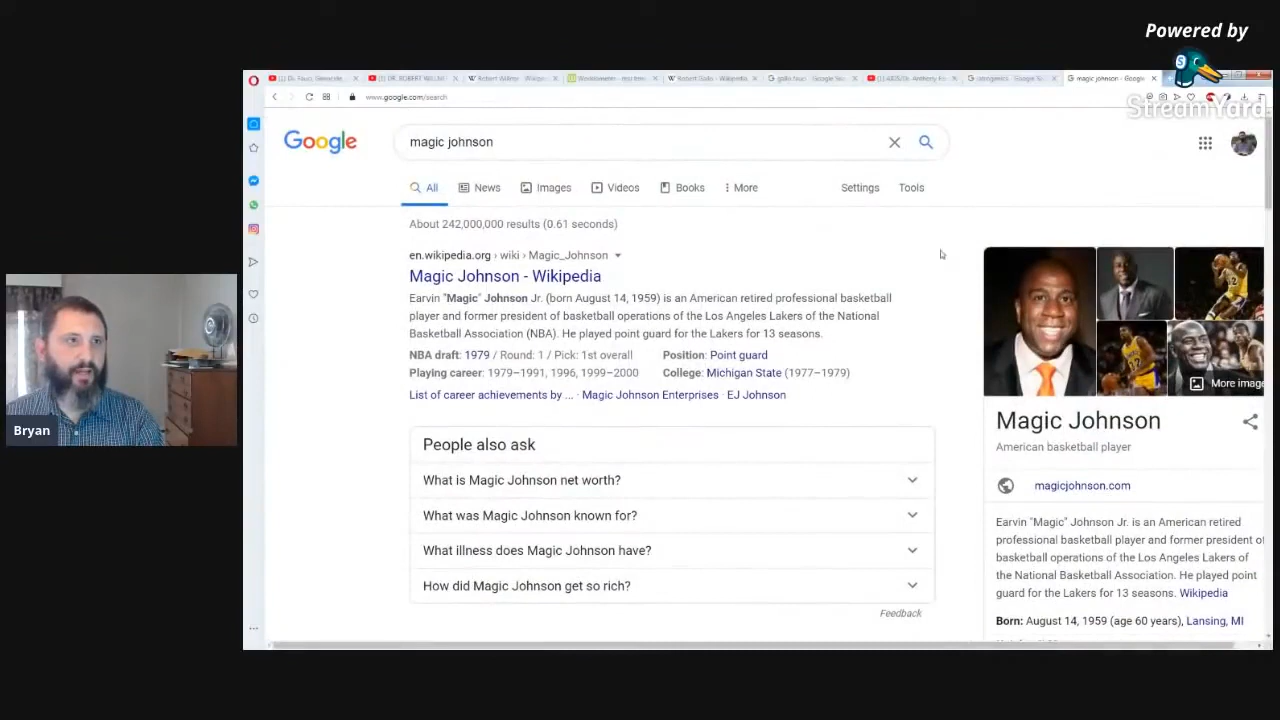 Powered by
StreamYard
magic johnson - Google
www.google.com/search
Google
magic johnson
All
News
Images
Videos
Books
More
Settings
Tools
About 242,000,000 results (0.61 seconds)
en.wikipedia.org › wiki › Magic_Johnson
Magic Johnson - Wikipedia
Earvin "Magic" Johnson Jr. (born August 14, 1959) is an American retired professional basketball
player and former president of basketball operations of the Los Angeles Lakers of the National
Basketball Association (NBA). He played point guard for the Lakers for 13 seasons.
NBA draft: 1979 / Round: 1 / Pick: 1st overall
Position: Point guard
Playing career: 1979–1991, 1996, 1999–2000
College: Michigan State (1977–1979)
List of career achievements by ... · Magic Johnson Enterprises · EJ Johnson
People also ask
What is Magic Johnson net worth?
What was Magic Johnson known for?
What illness does Magic Johnson have?
How did Magic Johnson get so rich?
Feedback
More image
Magic Johnson
American basketball player
magicjohnson.com
Earvin "Magic" Johnson Jr. is an American retired
professional basketball player and former president of
basketball operations of the Los Angeles Lakers of
the National Basketball Association. He played point
guard for the Lakers for 13 seasons. Wikipedia
Born: August 14, 1959 (age 60 years), Lansing, MI
Bryan